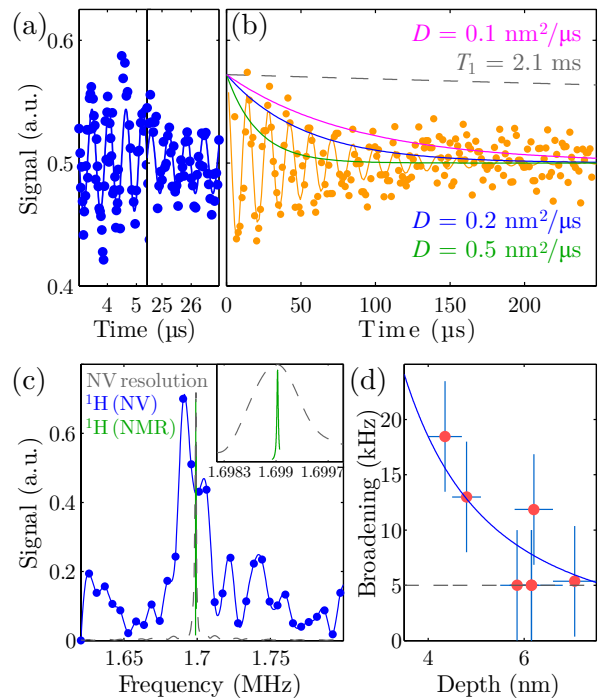 (a)
Signal (a.u.)
0.6
0.5
0.4
4 5 25 26
Time (µs)
(b)
D = 0.1 nm²/µs
T₁ = 2.1 ms
D = 0.2 nm²/µs
D = 0.5 nm²/µs
0 50 100 150 200
Time (µs)
(c)
NV resolution
¹H (NV)
¹H (NMR)
1.6983 1.699 1.6997
Signal (a.u.)
0.6
0.4
0.2
0
1.65 1.7 1.75
Frequency (MHz)
(d)
Broadening (kHz)
20
15
10
5
0
4 6
Depth (nm)